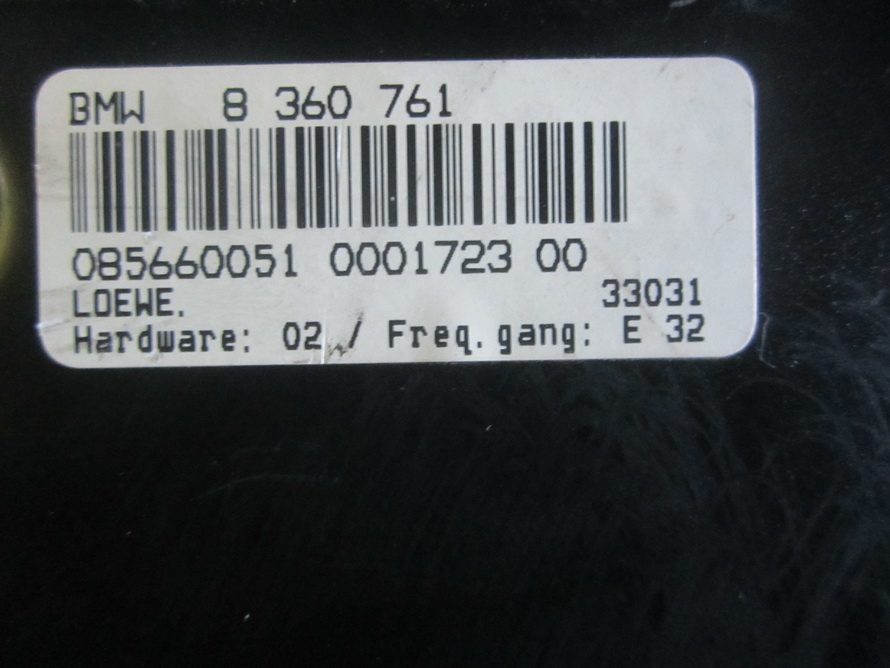 BMW 8 360 761
085660051 0001723 00
LOEWE. 33031
Hardware: 02 / Freq.gang: E 32